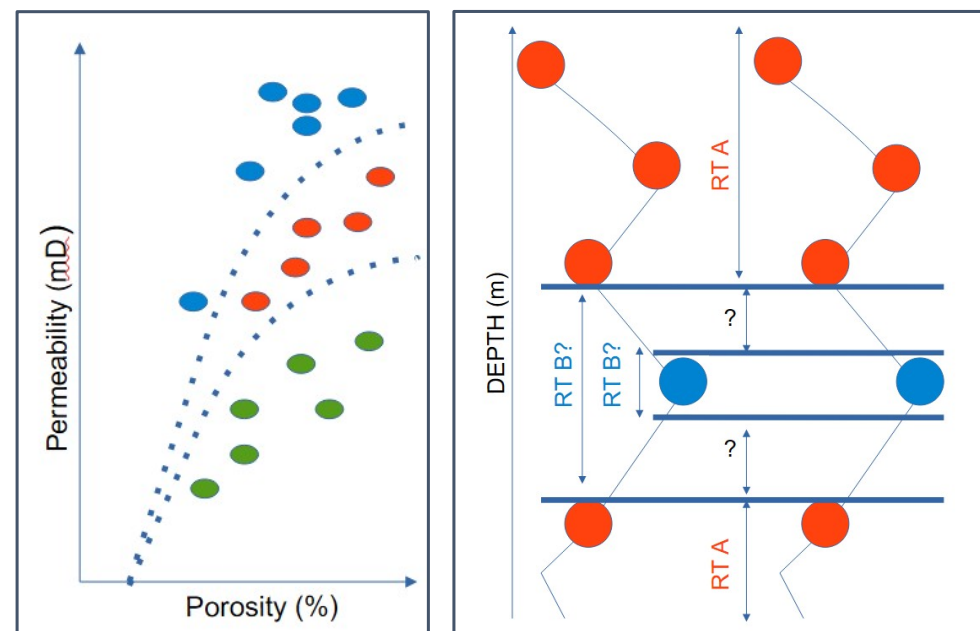 Permeability (mD)
Porosity (%)
DEPTH (m)
RT A
?
RT B?
RT B?
?
RT A